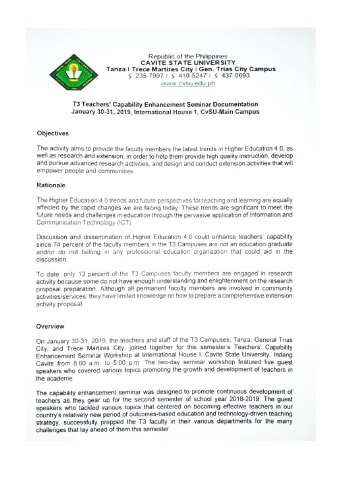 Republic of the Philippines
CAVITE STATE UNIVERSITY
Tanza I Trece Martires City I Gen. Trias City Campus
235-7997 I 410-5247 I 437-0693
www.cvsu.edu.ph
T3 Teachers' Capability Enhancement Seminar Documentation
January 30-31, 2019, International House 1, CvSU-Main Campus
Objectives
The activity aims to provide the faculty members the latest trends in Higher Education 4.0, as
well as research and extension, in order to help them provide high quality instruction, develop
and pursue advanced research activities, and design and conduct extension activities that will
empower people and communities.
Rationale
The Higher Education 4.0 trends and future perspectives for teaching and learning are equally
affected by the rapid changes we are facing today. These trends are significant to meet the
future needs and challenges in education through the pervasive application of Information and
Communication Technology (ICT).
Discussion and dissemination of Higher Education 4.0 could enhance teachers' capability
since 74 percent of the faculty members in the T3 Campuses are not an education graduate
and/or do not belong in any professional education organization that could aid in the
discussion.
To date, only 13 percent of the T3 Campuses faculty members are engaged in research
activity because some do not have enough understanding and enlightenment on the research
proposal preparation. Although all permanent faculty members are involved in community
activities/services, they have limited knowledge on how to prepare a comprehensive extension
activity proposal.
Overview
On January 30-31, 2019, the teachers and staff of the T3 Campuses, Tanza, General Trias
City, and Trece Martires City, joined together for this semester's Teachers' Capability
Enhancement Seminar Workshop at International House I, Cavite State University, Indang
Cavite from 8:00 a.m. to 5:00 p.m. The two-day seminar workshop featured five guest
speakers who covered various topics promoting the growth and development of teachers in
the academe.
The capability enhancement seminar was designed to promote continuous development of
teachers as they gear up for the second semester of school year 2018-2019. The guest
speakers who tackled various topics that centered on becoming effective teachers in our
country's relatively new period of outcomes-based education and technology-driven teaching
strategy, successfully prepped the T3 faculty in their various departments for the many
challenges that lay ahead of them this semester.